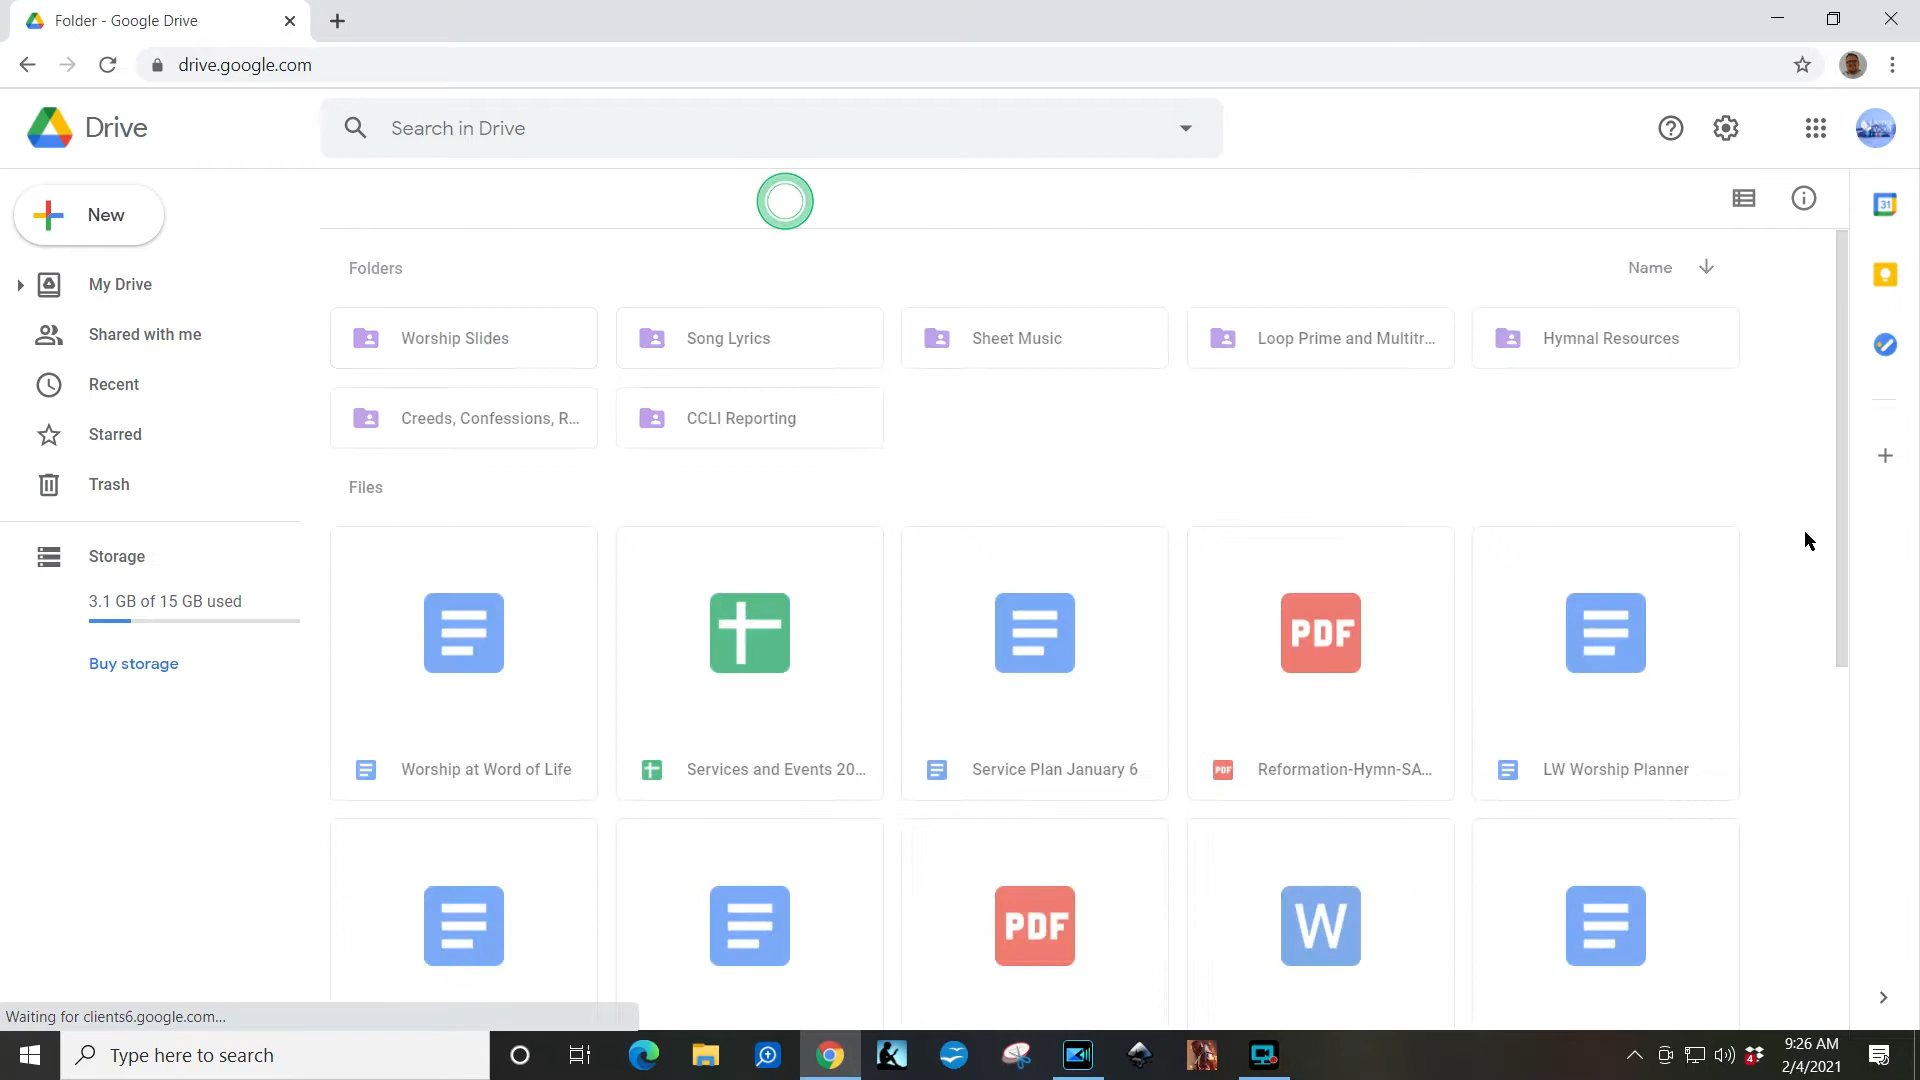 Folder - Google Drive
drive.google.com
Drive
Search in Drive
New
My Drive
Shared with me
Recent
Starred
Trash
Storage
3.1 GB of 15 GB used
Buy storage
Folders
Name
Worship Slides
Song Lyrics
Sheet Music
Loop Prime and Multitr...
Hymnal Resources
Creeds, Confessions, R...
CCLI Reporting
Files
PDF
Worship at Word of Life
Services and Events 20...
Service Plan January 6
PDF
Reformation-Hymn-SA...
LW Worship Planner
PDF
W
31
Waiting for clients6.google.com...
Type here to search
4
9:26 AM
2/4/2021